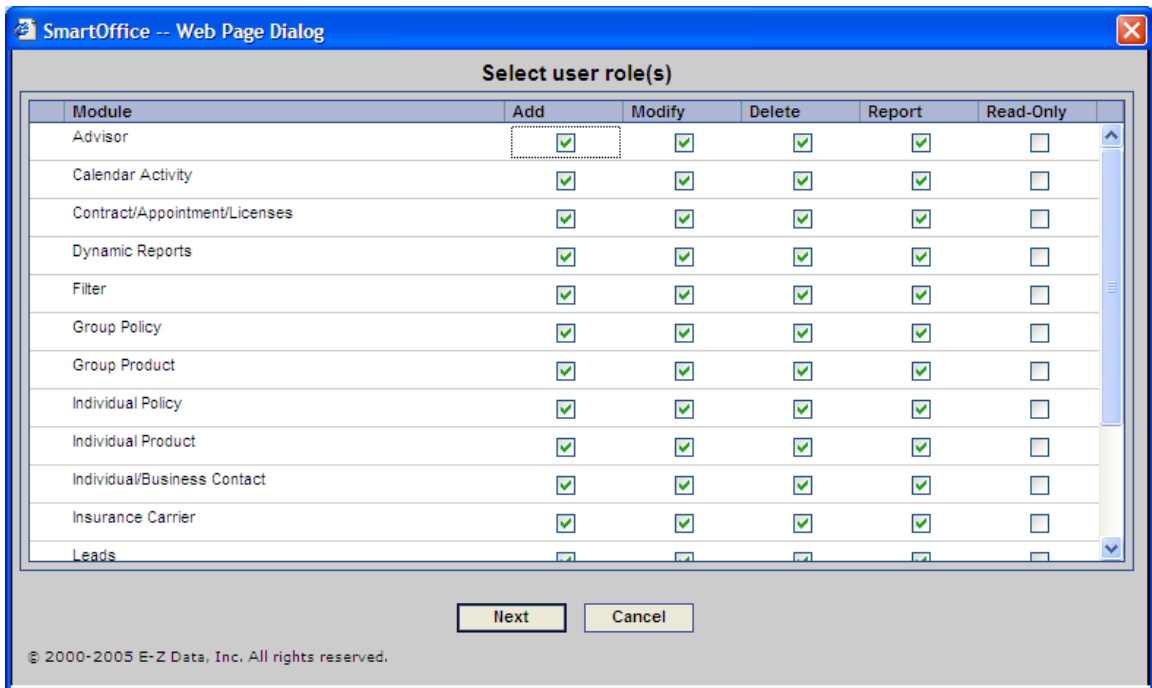 SmartOffice -- Web Page Dialog
Select user role(s)
Module Add Modify Delete Report Read-Only
Advisor
Calendar Activity
Contract/Appointment/Licenses
Dynamic Reports
Filter
Group Policy
Group Product
Individual Policy
Individual Product
Individual/Business Contact
Insurance Carrier
Leads
Next Cancel
© 2000-2005 E-Z Data, Inc. All rights reserved.